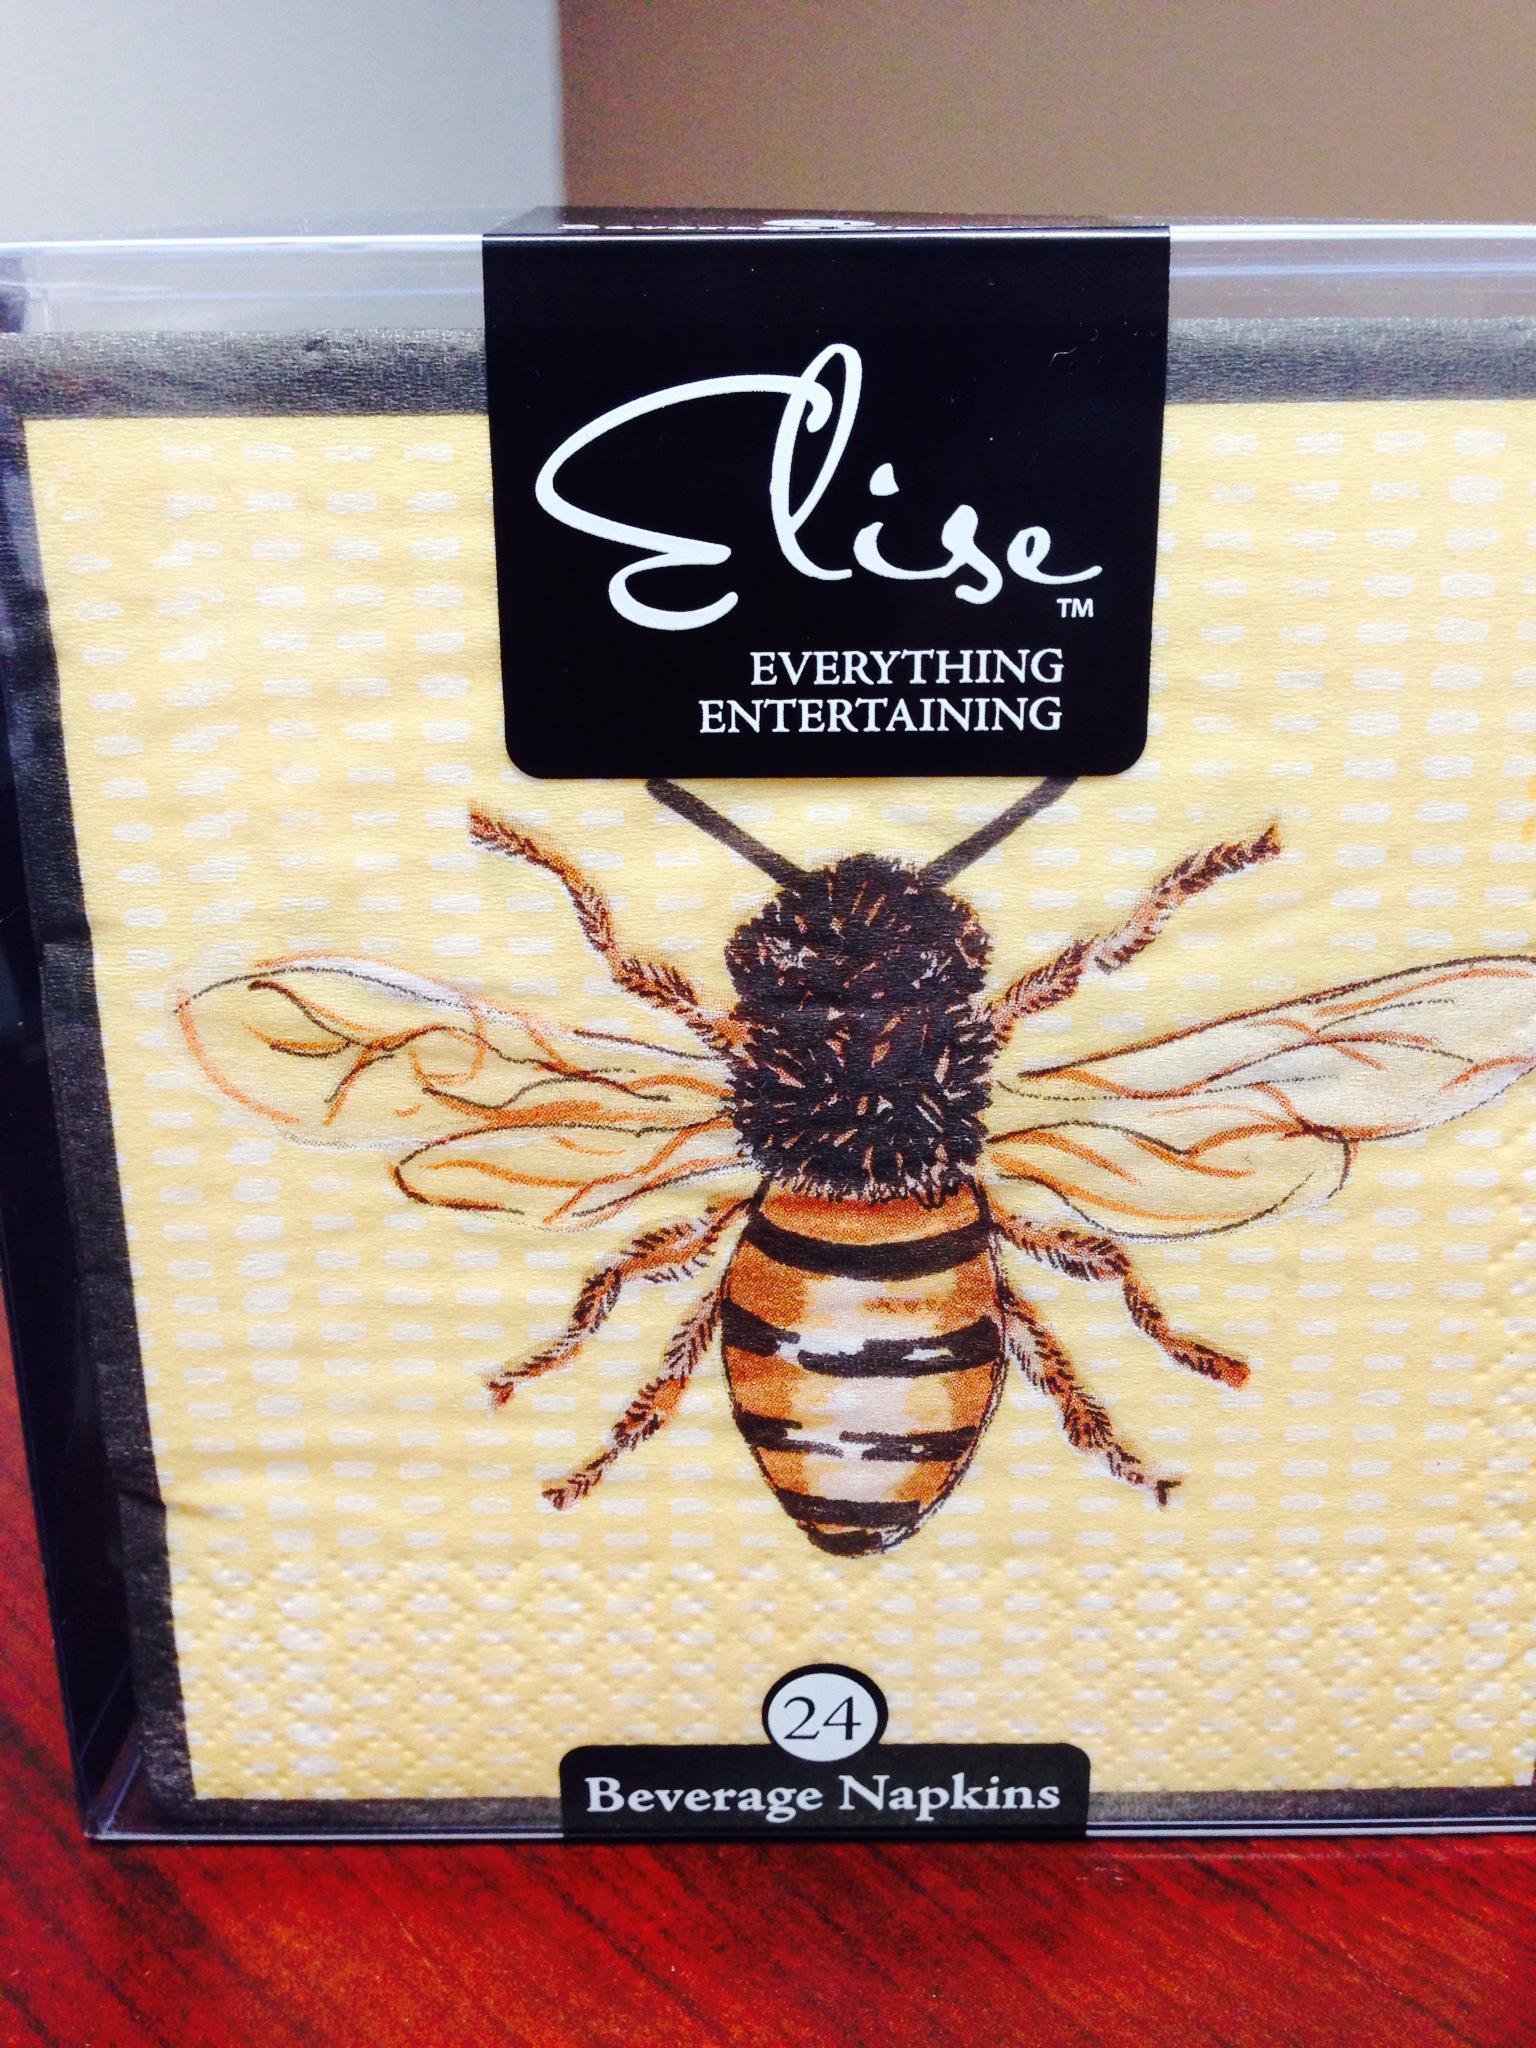 Elise
TM
EVERYTHING
ENTERTAINING
24
Beverage Napkins